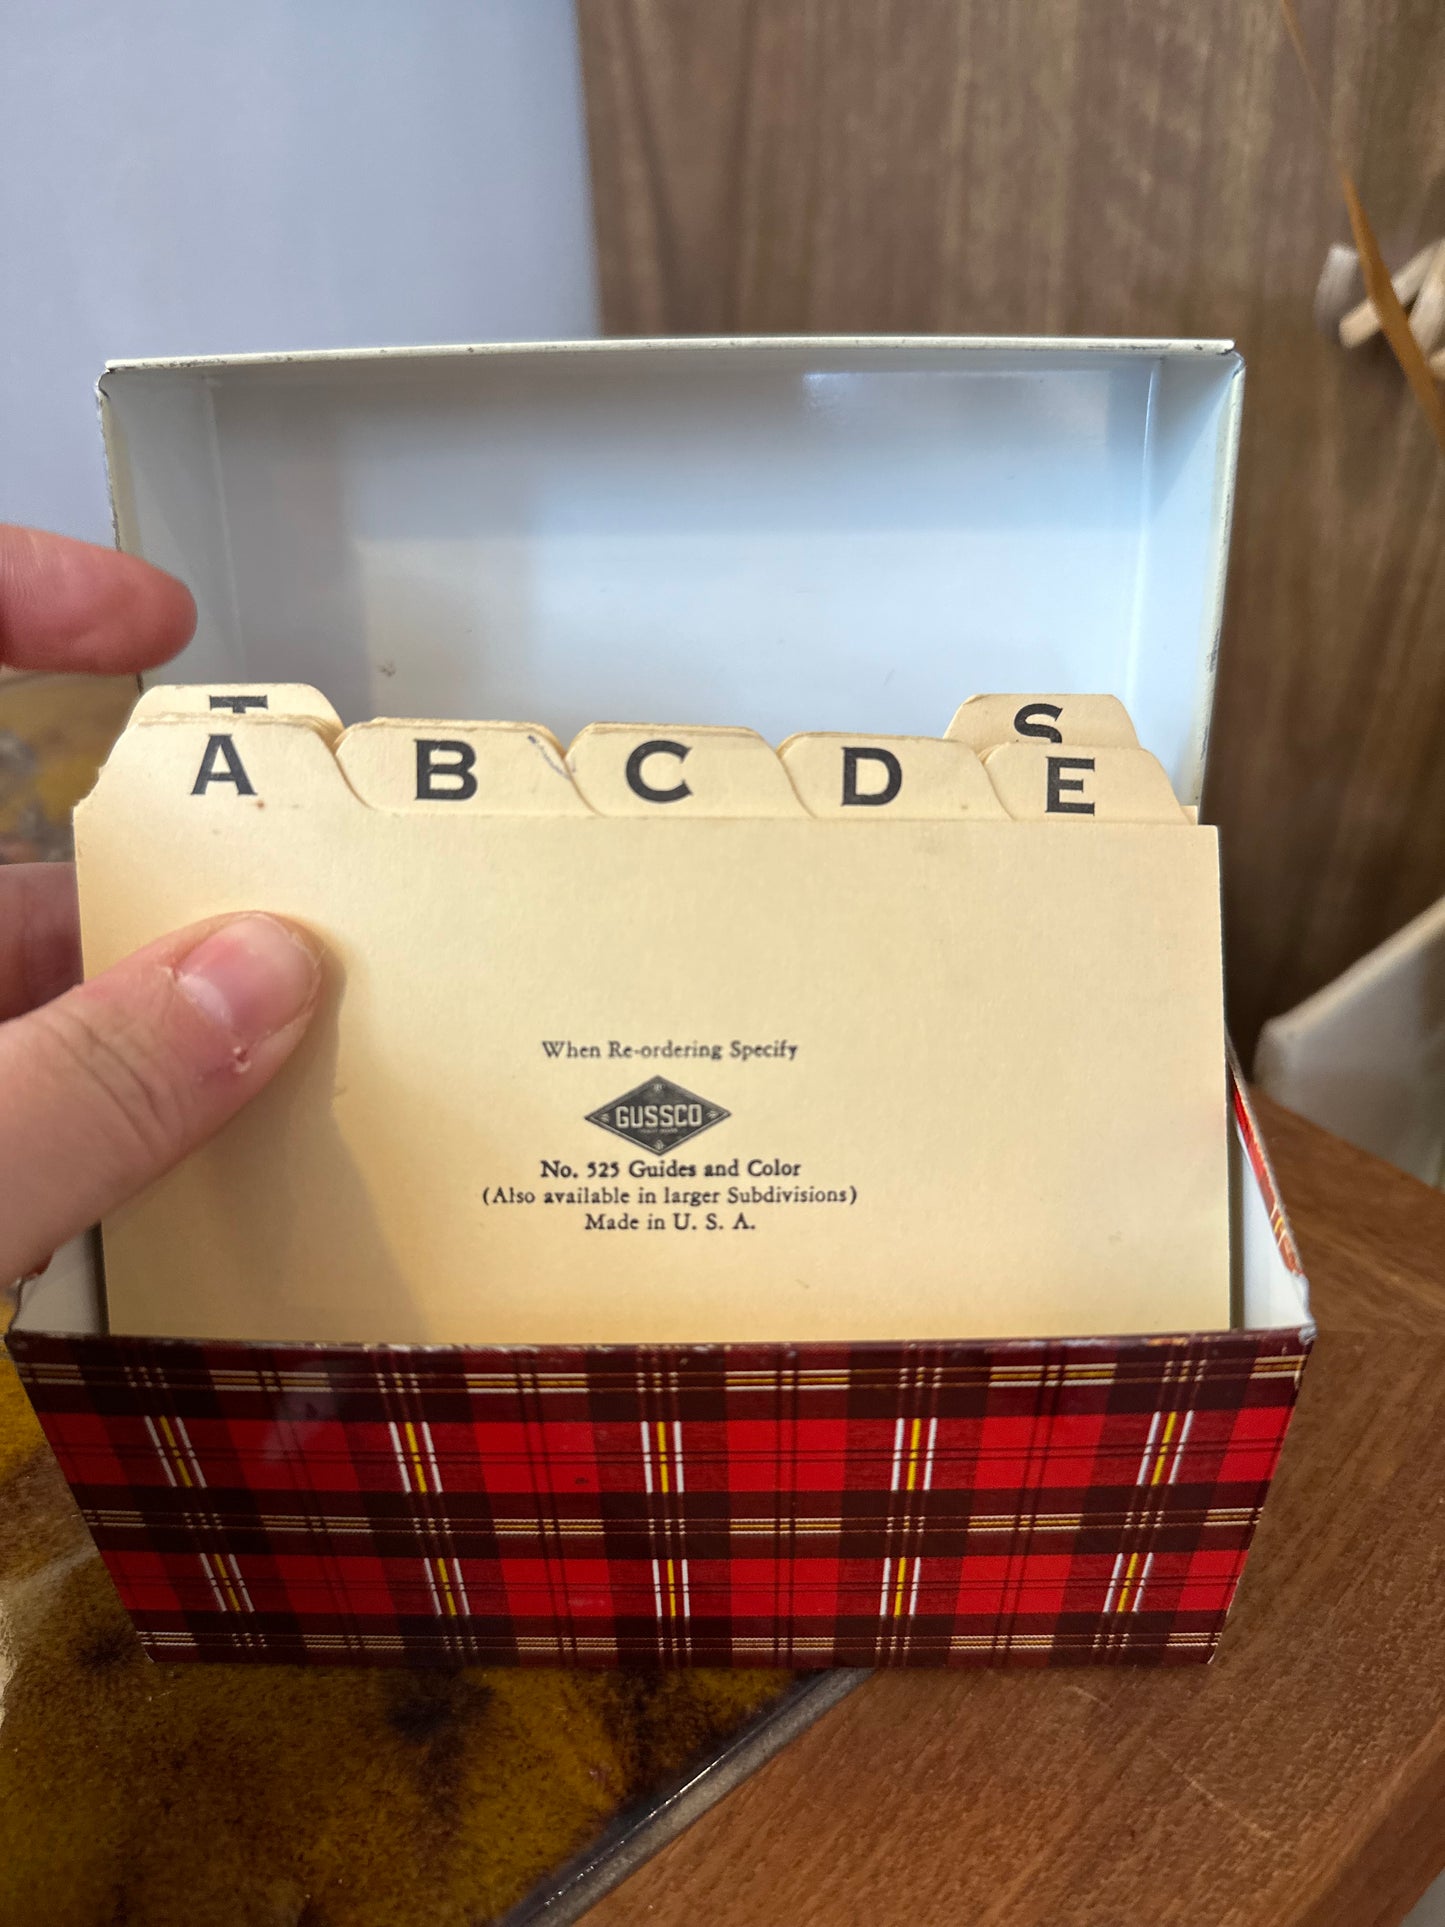 T
S
A B C D E
When Re-ordering Specify
GUSSCO
No. 525 Guides and Color
(Also available in larger Subdivisions)
Made in U. S. A.